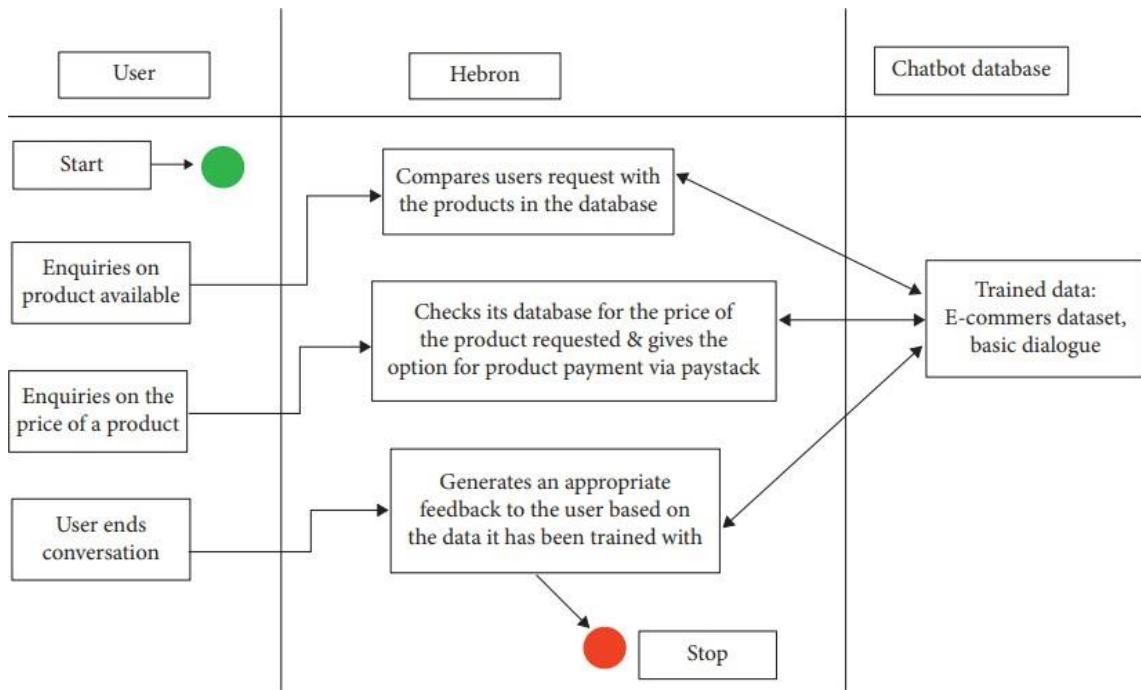 User
Hebron
Chatbot database
Start
Compares users request with
the products in the database
Enquiries on
product available
Checks its database for the price of
the product requested & gives the
option for product payment via paystack
Trained data:
E-commers dataset,
basic dialogue
Enquiries on the
price of a product
Generates an appropriate
feedback to the user based on
the data it has been trained with
User ends
conversation
Stop